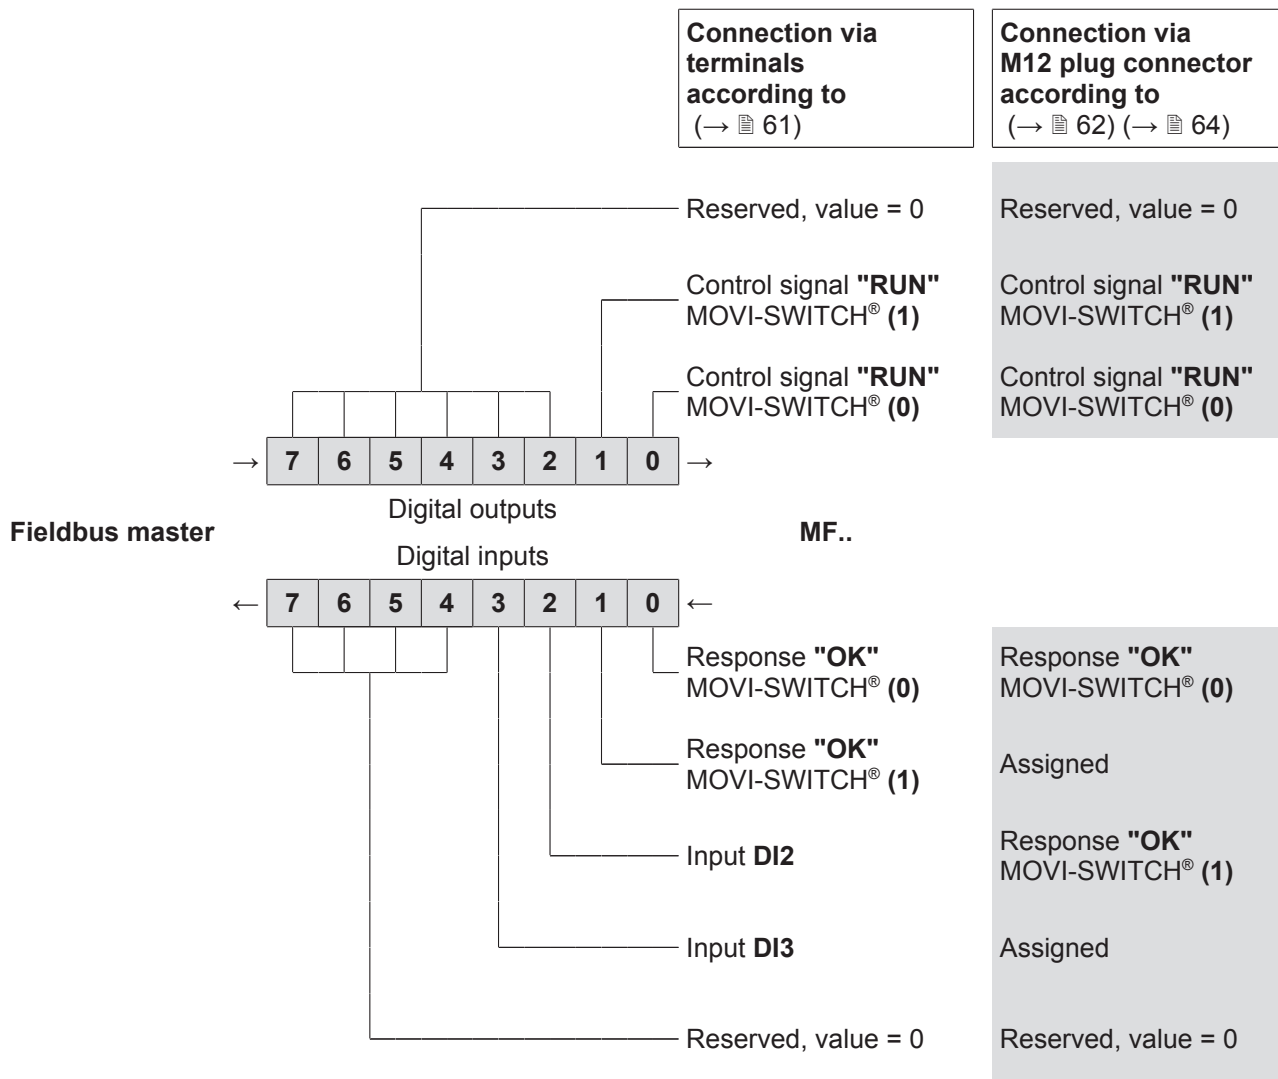 Connection via
terminals
according to
(→ 🗎 61)
Connection via
M12 plug connector
according to
(→ 🗎 62) (→ 🗎 64)
Reserved, value = 0
Reserved, value = 0
Control signal "RUN"
MOVI-SWITCH® (1)
Control signal "RUN"
MOVI-SWITCH® (1)
Control signal "RUN"
MOVI-SWITCH® (0)
Control signal "RUN"
MOVI-SWITCH® (0)
→ 7 6 5 4 3 2 1 0 →
Digital outputs
Fieldbus master
MF..
Digital inputs
← 7 6 5 4 3 2 1 0 ←
Response "OK"
MOVI-SWITCH® (0)
Response "OK"
MOVI-SWITCH® (0)
Response "OK"
MOVI-SWITCH® (1)
Assigned
Input DI2
Response "OK"
MOVI-SWITCH® (1)
Input DI3
Assigned
Reserved, value = 0
Reserved, value = 0